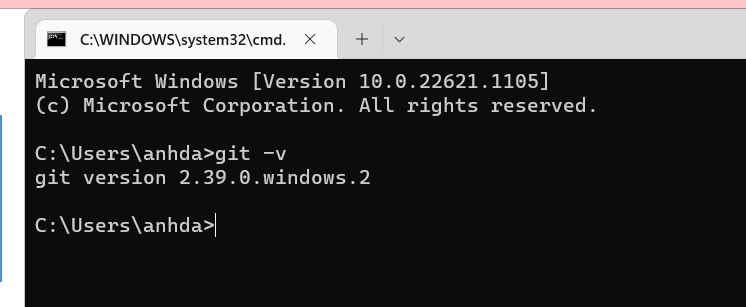 C:\WINDOWS\system32\cmd.
Microsoft Windows [Version 10.0.22621.1105]
(c) Microsoft Corporation. All rights reserved.
C:\Users\anhda>git -v
git version 2.39.0.windows.2
C:\Users\anhda>